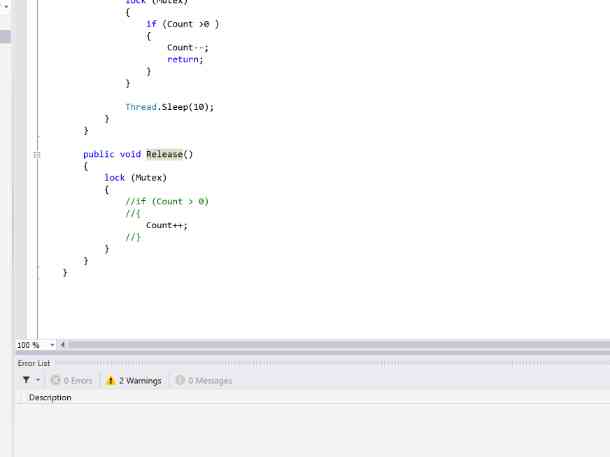 lock (Mutex)
{
if (Count >0 )
{
Count--;
return;
}
}
Thread.Sleep(10);
}
}
public void Release()
{
lock (Mutex)
{
//if (Count > 0)
//{
Count++;
//}
}
}
}
100 %
Error List
0 Errors
2 Warnings
0 Messages
Description